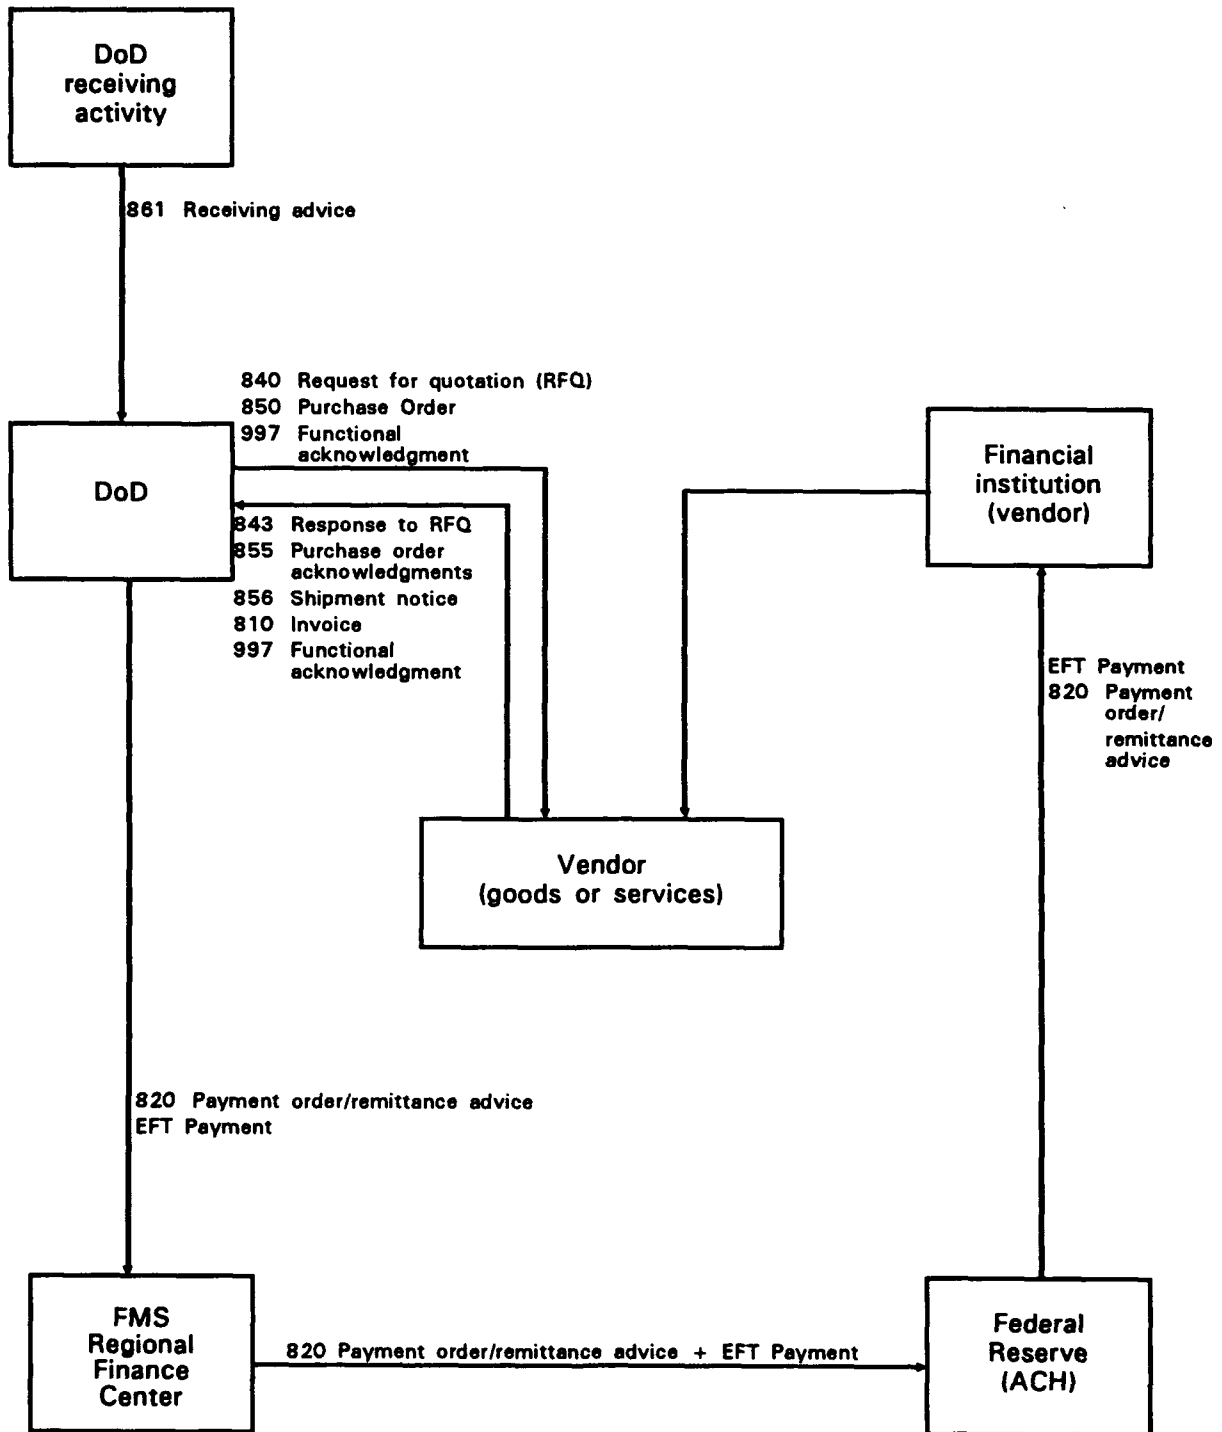 DoD
receiving
activity
861 Receiving advice
840 Request for quotation (RFQ)
850 Purchase Order
997 Functional
acknowledgment
DoD
843 Response to RFQ
855 Purchase order
acknowledgments
856 Shipment notice
810 Invoice
997 Functional
acknowledgment
Financial
institution
(vendor)
EFT Payment
820 Payment
order/
remittance
advice
Vendor
(goods or services)
820 Payment order/remittance advice
EFT Payment
FMS
Regional
Finance
Center
820 Payment order/remittance advice + EFT Payment
Federal
Reserve
(ACH)